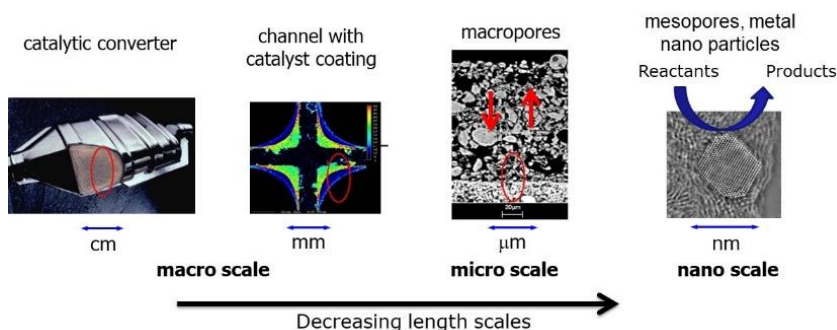 catalytic converter
channel with
catalyst coating
macropores
mesopores, metal
nano particles
Reactants
Products
20μm
cm
mm
μm
nm
macro scale
micro scale
nano scale
Decreasing length scales